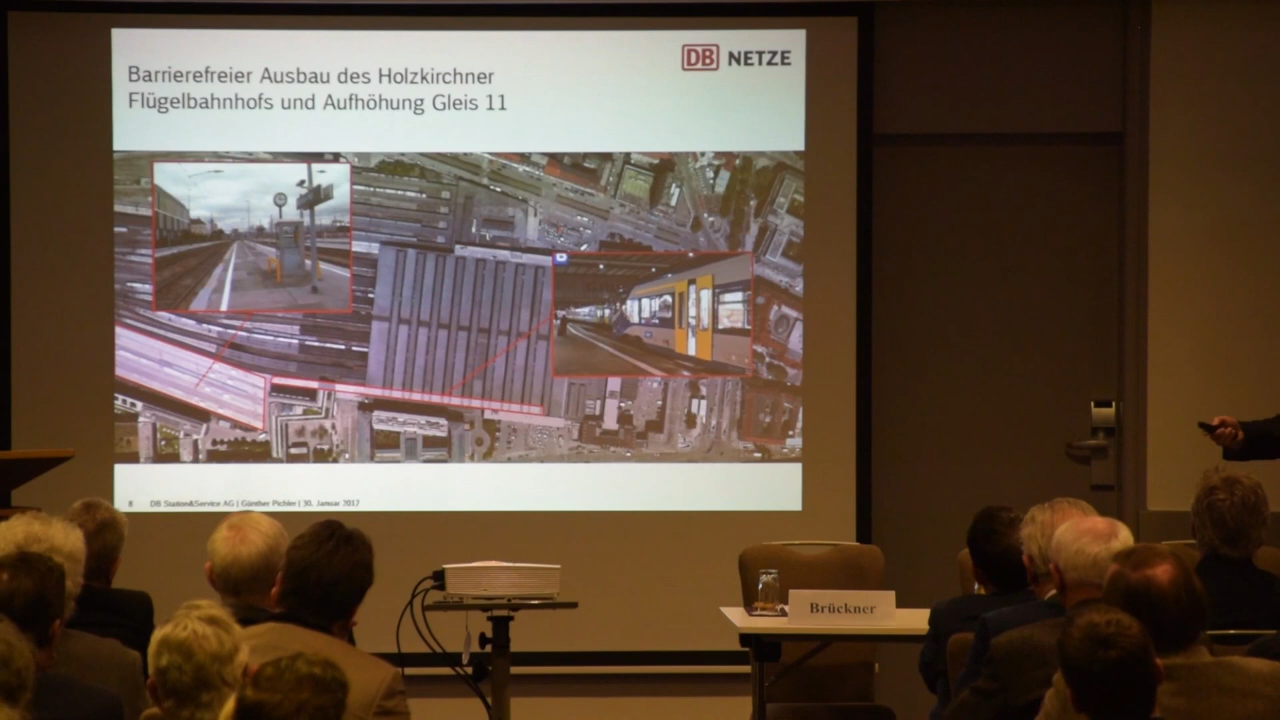 Barrierefreier Ausbau des Holzkirchner
Flügelbahnhofs und Aufhöhung Gleis 11
DB NETZE
8 DB Station&Service AG | Günther Pichler | 30. Januar 2017
Brückner